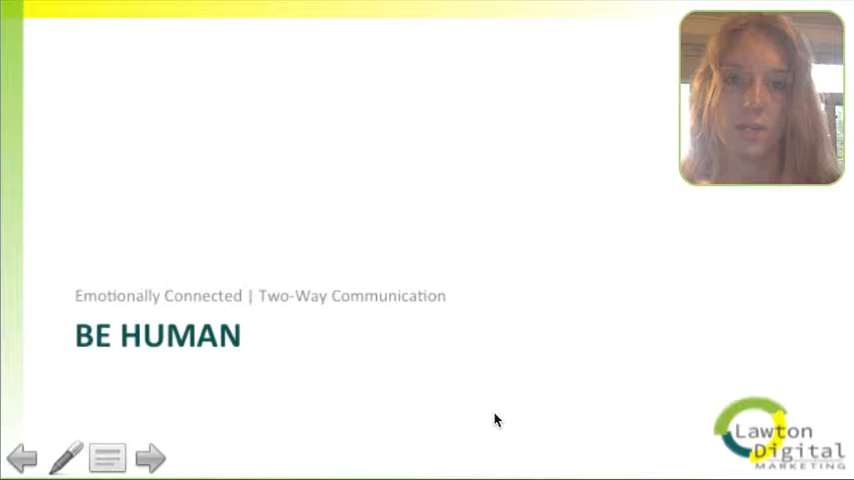 Emotionally Connected | Two-Way Communication
BE HUMAN
Lawton
Digital
MARKETING